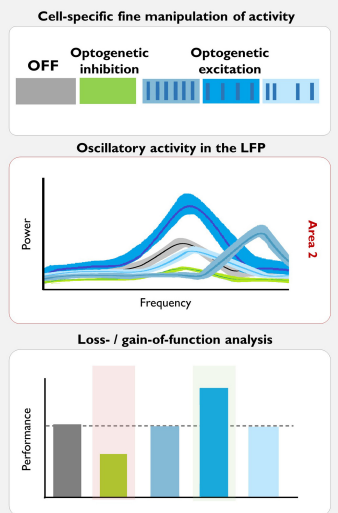 Cell-specific fine manipulation of activity
OFF
Optogenetic
inhibition
Optogenetic
excitation
Oscillatory activity in the LFP
Power
Frequency
Area 2
Loss- / gain-of-function analysis
Performance